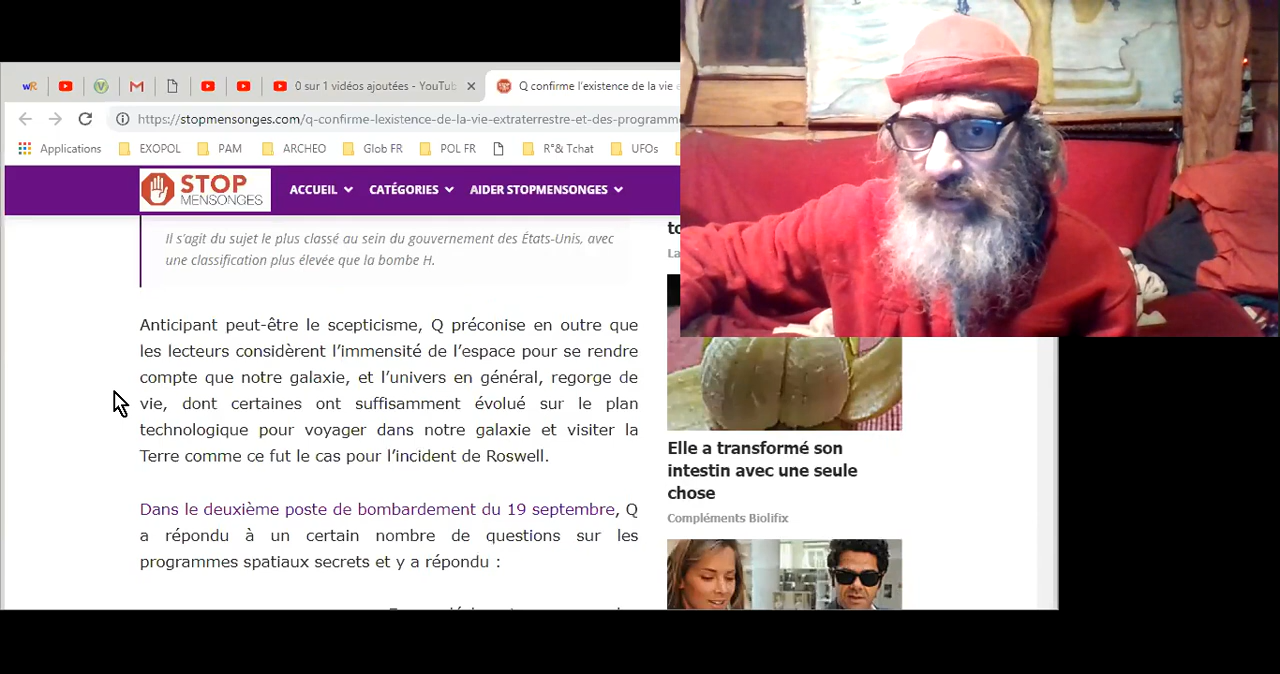 0 sur 1 vidéos ajoutées - YouTu
Q confirme l'existence de la vie e
https://stopmensonges.com/q-confirme-lexistence-de-la-vie-extraterrestre-et-des-programm
Applications
EXOPOL
PAM
ARCHEO
Glob FR
POL FR
R°& Tchat
UFOs
STOP
MENSONGES
ACCUEIL
CATÉGORIES
AIDER STOPMENSONGES
Il s’agit du sujet le plus classé au sein du gouvernement des États-Unis, avec
une classification plus élevée que la bombe H.
Anticipant peut-être le scepticisme, Q préconise en outre que
les lecteurs considèrent l’immensité de l’espace pour se rendre
compte que notre galaxie, et l’univers en général, regorge de
vie, dont certaines ont suffisamment évolué sur le plan
technologique pour voyager dans notre galaxie et visiter la
Terre comme ce fut le cas pour l’incident de Roswell.
Dans le deuxième poste de bombardement du 19 septembre, Q
a répondu à un certain nombre de questions sur les
programmes spatiaux secrets et y a répondu :
to
La
Elle a transformé son
intestin avec une seule
chose
Compléments Biolifix